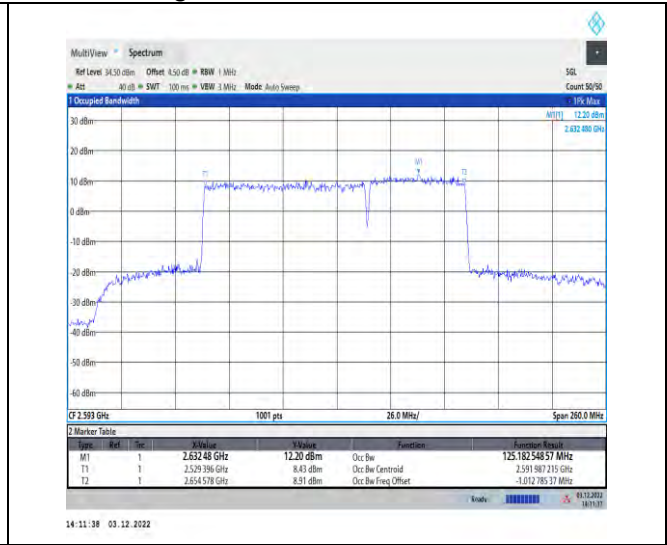 MultiView Spectrum
Ref Level 34.50 dBm Offset 4.50 dB RBW 1 MHz SGL
Att 40 dB SWT 100 ms VBW 3 MHz Mode Auto Sweep Count 50/50
1 Occupied Bandwidth 1Pk Max
M1[1] 12.20 dBm
2.632 480 GHz
30 dBm
20 dBm
M1
T1 T2
10 dBm
0 dBm
-10 dBm
-20 dBm
-30 dBm
-40 dBm
-50 dBm
-60 dBm
CF 2.593 GHz 1001 pts 26.0 MHz/ Span 260.0 MHz
2 Marker Table
Type Ref Trc X-Value Y-Value Function Function Result
M1 1 2.632 48 GHz 12.20 dBm Occ Bw 125.182 548 57 MHz
T1 1 2.529 396 GHz 8.43 dBm Occ Bw Centroid 2.591 987 215 GHz
T2 1 2.654 578 GHz 8.91 dBm Occ Bw Freq Offset -1.012 785 37 MHz
Ready 03.12.2022
14:11:38 03.12.2022